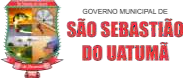 GOVERNO MUNICIPAL DE
SÃO SEBASTIÃO
DO UATUMÃ